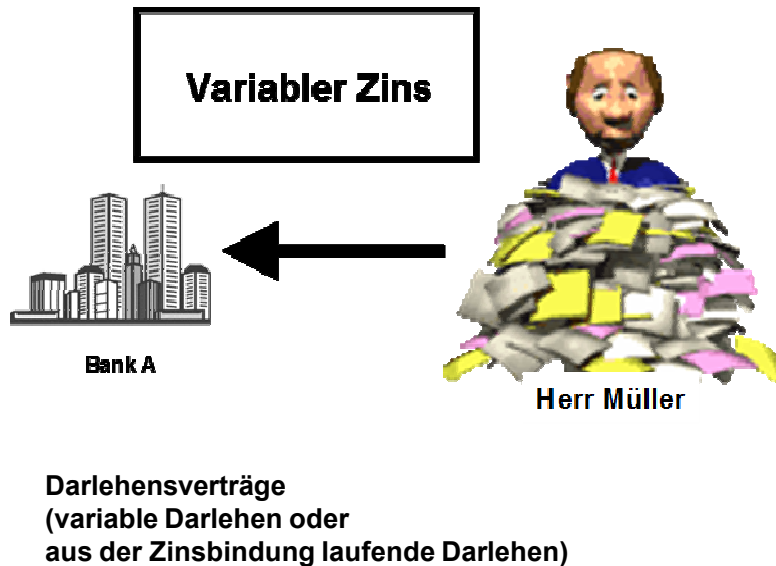 Variabler Zins
Bank A
Herr Müller
Darlehensverträge
(variable Darlehen oder
aus der Zinsbindung laufende Darlehen)